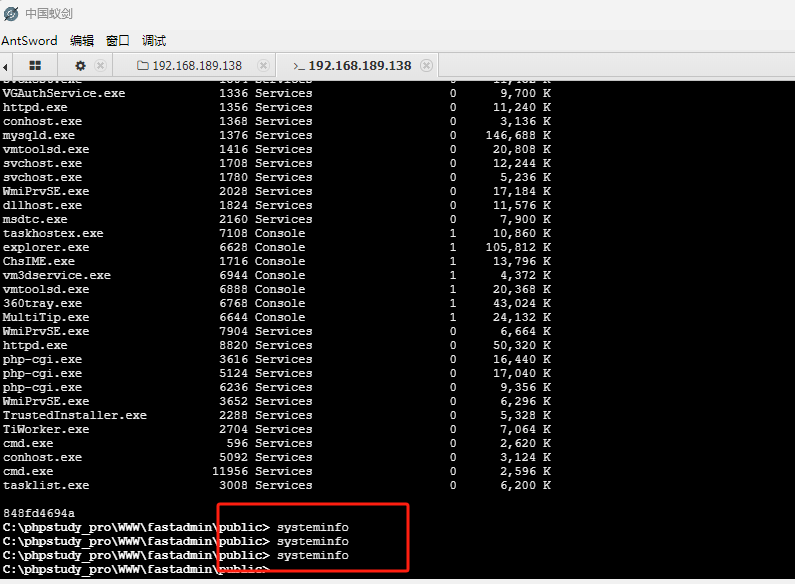 中国蚁剑
AntSword 编辑 窗口 调试
192.168.189.138 >_ 192.168.189.138
VGAuthService.exe 1336 Services 0 9,700 K
httpd.exe 1356 Services 0 11,240 K
conhost.exe 1368 Services 0 3,136 K
mysqld.exe 1376 Services 0 146,688 K
vmtoolsd.exe 1416 Services 0 20,808 K
svchost.exe 1708 Services 0 12,244 K
svchost.exe 1780 Services 0 5,236 K
WmiPrvSE.exe 2028 Services 0 17,184 K
dllhost.exe 1824 Services 0 11,576 K
msdtc.exe 2160 Services 0 7,900 K
taskhostex.exe 7108 Console 1 10,860 K
explorer.exe 6628 Console 1 105,812 K
ChsIME.exe 1716 Console 1 13,796 K
vm3dservice.exe 6944 Console 1 4,372 K
vmtoolsd.exe 6888 Console 1 20,368 K
360tray.exe 6768 Console 1 43,024 K
MultiTip.exe 6644 Console 1 24,132 K
WmiPrvSE.exe 7904 Services 0 6,664 K
httpd.exe 8820 Services 0 50,320 K
php-cgi.exe 3616 Services 0 16,440 K
php-cgi.exe 5124 Services 0 17,040 K
php-cgi.exe 6236 Services 0 9,356 K
WmiPrvSE.exe 3652 Services 0 6,296 K
TrustedInstaller.exe 2288 Services 0 5,328 K
TiWorker.exe 2704 Services 0 7,064 K
cmd.exe 596 Services 0 2,620 K
conhost.exe 5092 Services 0 3,124 K
cmd.exe 11956 Services 0 2,596 K
tasklist.exe 3008 Services 0 6,200 K
848fd4694a
C:\phpstudy_pro\WWW\fastadmin\public> systeminfo
C:\phpstudy_pro\WWW\fastadmin\public> systeminfo
C:\phpstudy_pro\WWW\fastadmin\public> systeminfo
C:\phpstudy_pro\WWW\fastadmin\public>